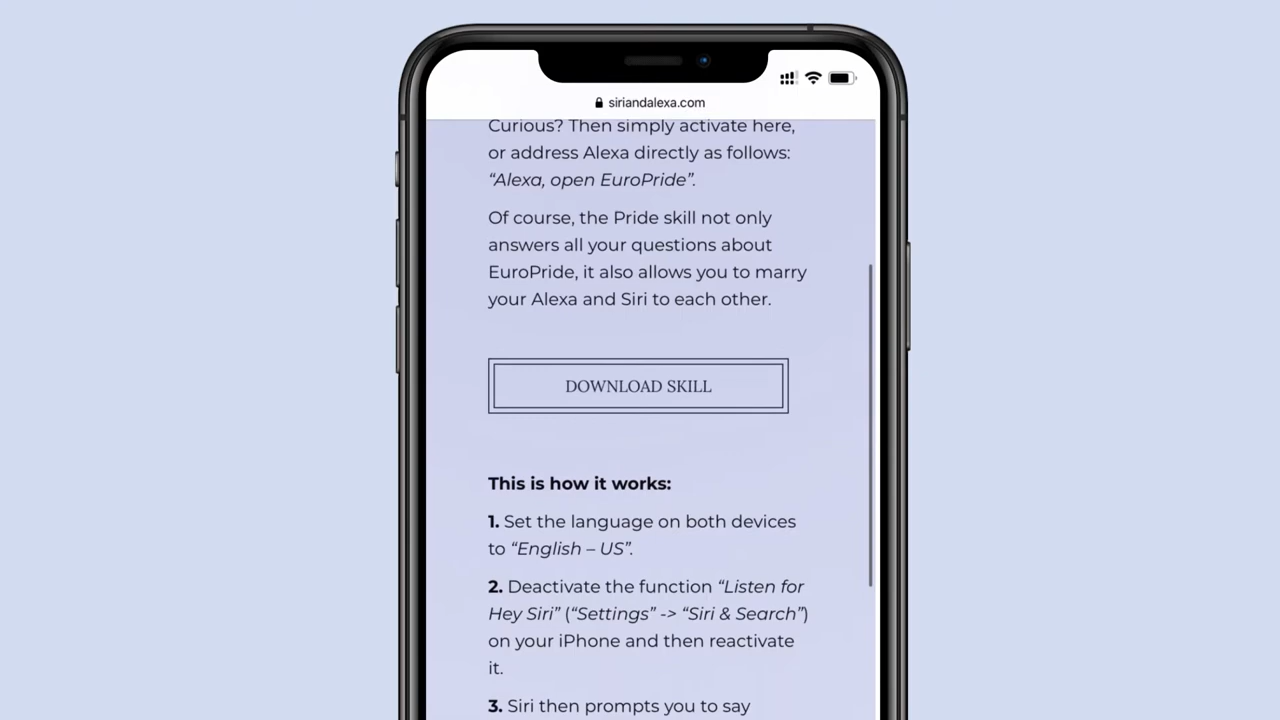 siriandalexa.com
Curious? Then simply activate here,
or address Alexa directly as follows:
“Alexa, open EuroPride”.
Of course, the Pride skill not only
answers all your questions about
EuroPride, it also allows you to marry
your Alexa and Siri to each other.
DOWNLOAD SKILL
This is how it works:
1. Set the language on both devices
to “English – US”.
2. Deactivate the function “Listen for
Hey Siri” (“Settings” -> “Siri & Search”)
on your iPhone and then reactivate
it.
3. Siri then prompts you to say